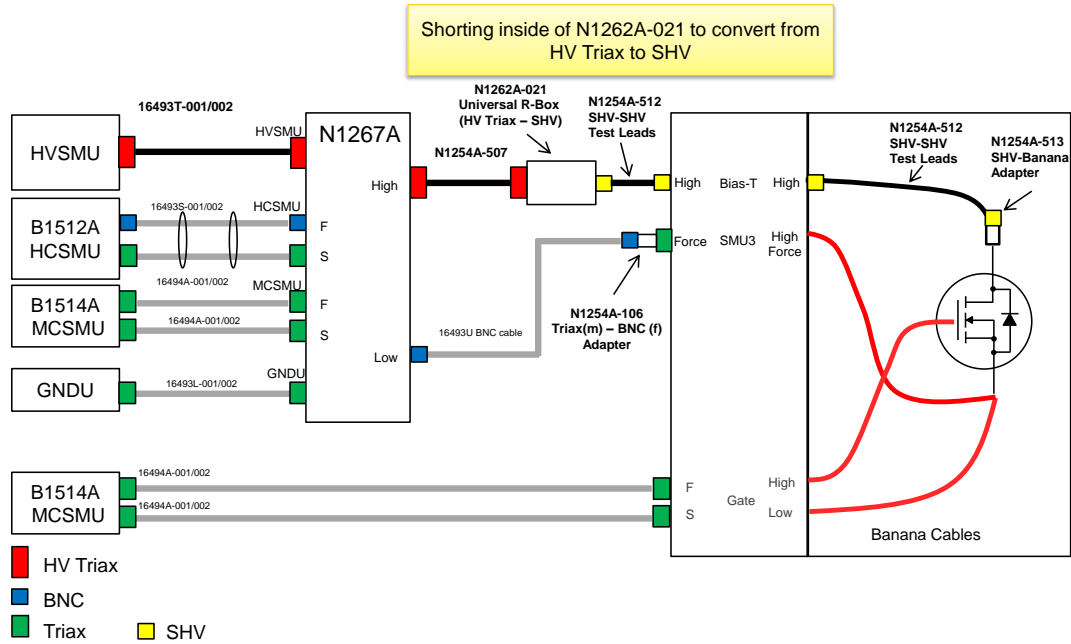 Shorting inside of N1262A-021 to convert from
HV Triax to SHV
16493T-001/002
HVSMU
HVSMU
N1267A
High
N1254A-507
N1262A-021
Universal R-Box
(HV Triax – SHV)
N1254A-512
SHV-SHV
Test Leads
High
Bias-T
High
N1254A-512
SHV-SHV
Test Leads
N1254A-513
SHV-Banana
Adapter
B1512A
HCSMU
16493S-001/002
HCSMU
F
S
Force
SMU3
High
Force
16494A-001/002
B1514A
MCSMU
16494A-001/002
MCSMU
F
S
N1254A-106
Triax(m) – BNC (f)
Adapter
16493U BNC cable
Low
GNDU
16493L-001/002
GNDU
B1514A
MCSMU
16494A-001/002
16494A-001/002
F
S
Gate
High
Low
Banana Cables
HV Triax
BNC
Triax
SHV